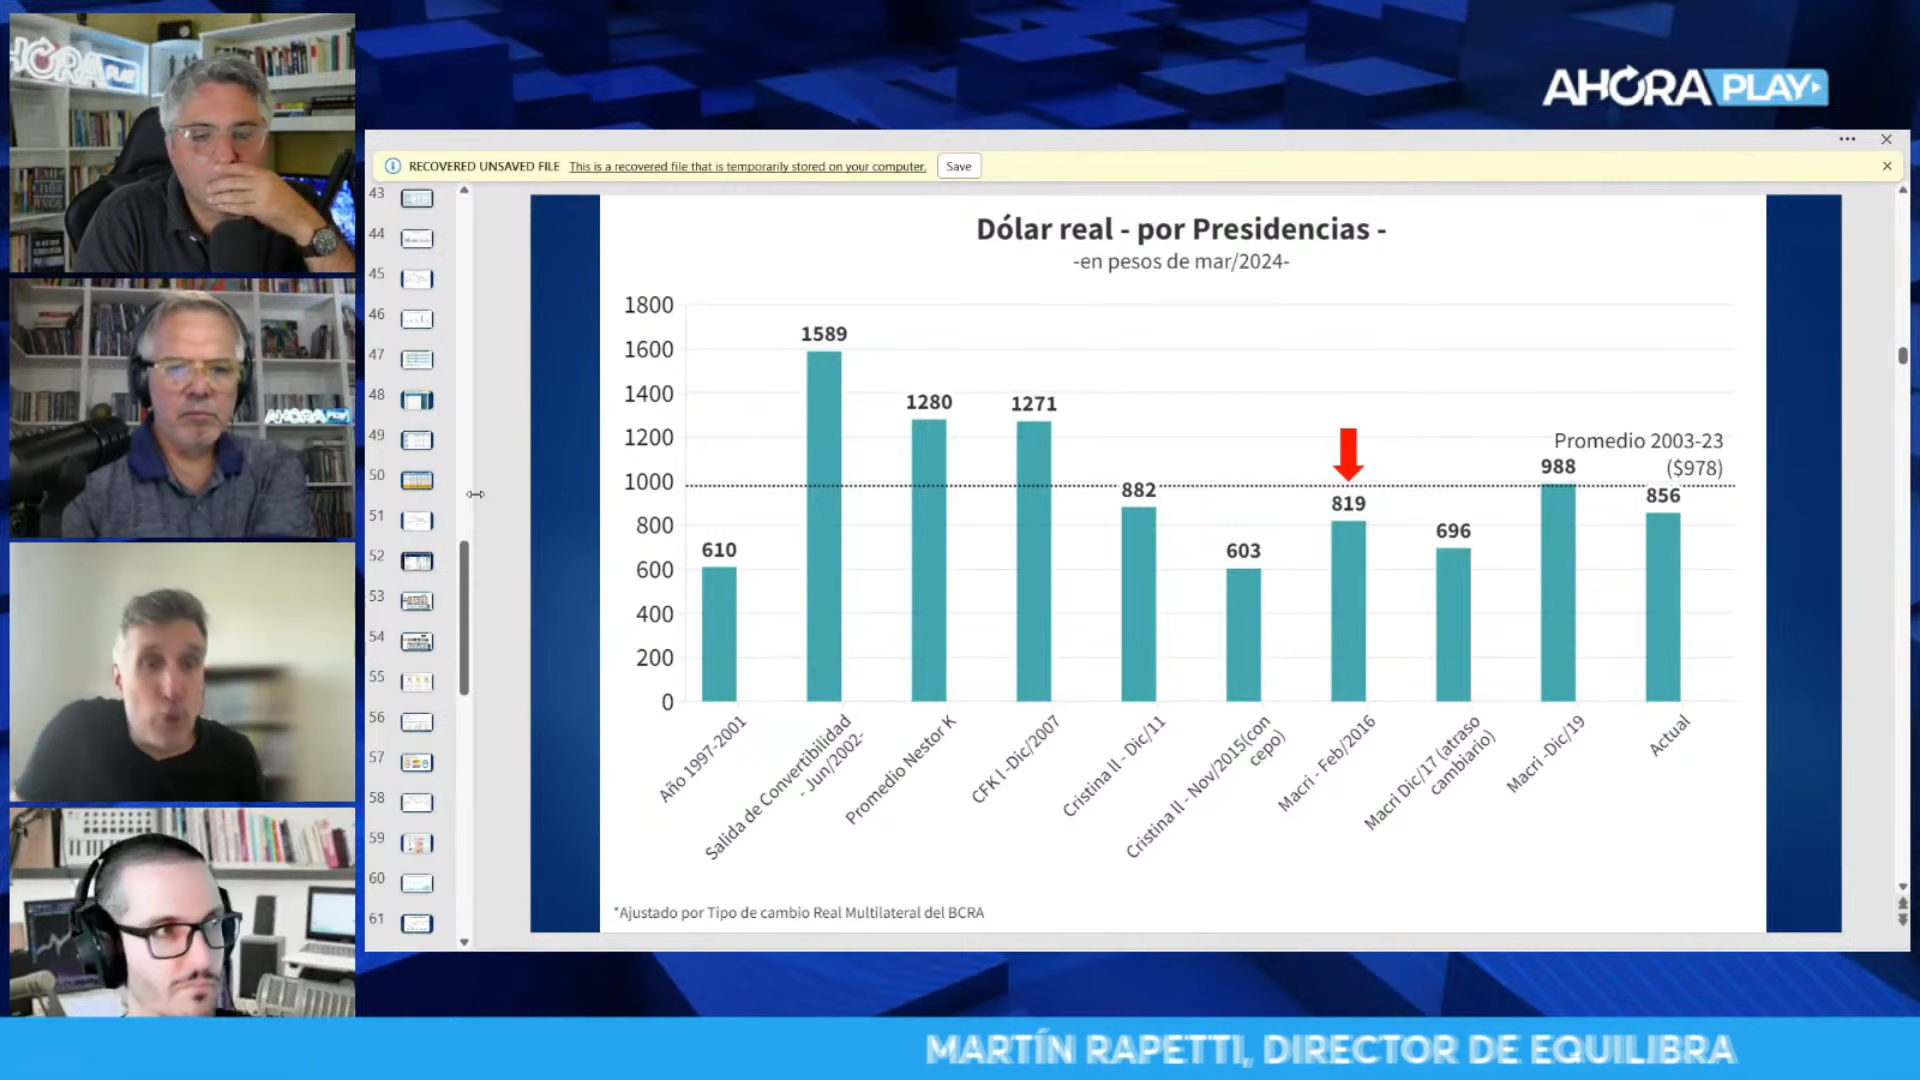 AHORA PLAY
AHORA PLAY
RECOVERED UNSAVED FILE This is a recovered file that is temporarily stored on your computer. Save
43
44
45
46
47
48
49
50
51
52
53
54
55
56
57
58
59
60
61
Dólar real - por Presidencias -
-en pesos de mar/2024-
1800
1600
1400
1200
1000
800
600
400
200
0
610
1589
1280
1271
882
603
819
696
988
856
Promedio 2003-23
($978)
Año 1997-2001
Salida de Convertibilidad
- Jun/2002-
Promedio Nestor K
CFK I -Dic/2007
Cristina II - Dic/11
Cristina II - Nov/2015(con
cepo)
Macri - Feb/2016
Macri Dic/17 (atraso
cambiario)
Macri -Dic/19
Actual
*Ajustado por Tipo de cambio Real Multilateral del BCRA
AHORA PLAY
MARTÍN RAPETTI, DIRECTOR DE EQUILIBRA